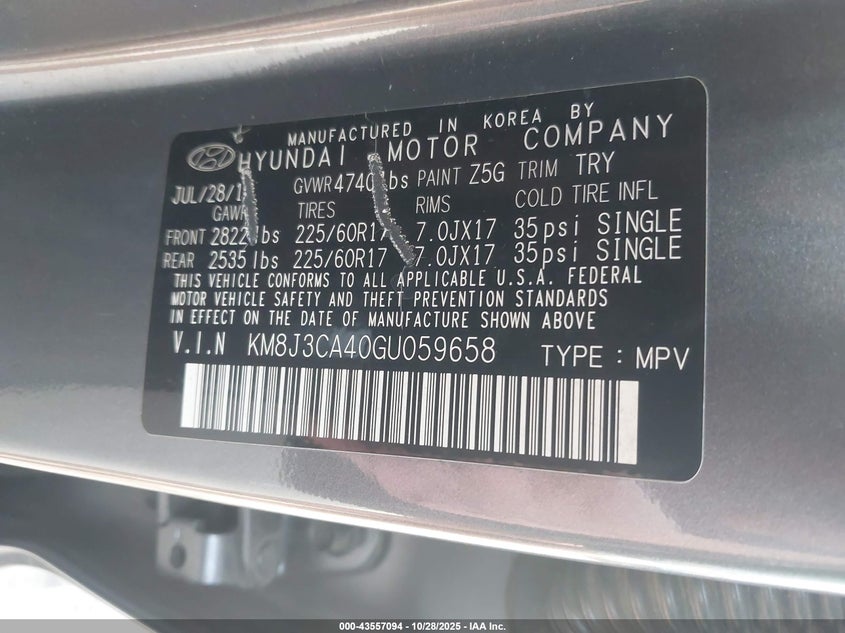 MANUFACTURED IN KOREA BY
HYUNDAI MOTOR COMPANY
JUL/28/1 GVWR 4740 lbs PAINT Z5G TRIM TRY
GAWR TIRES RIMS COLD TIRE INFL
FRONT 2822 lbs 225/60R17 7.0JX17 35psi SINGLE
REAR 2535 lbs 225/60R17 7.0JX17 35psi SINGLE
THIS VEHICLE CONFORMS TO ALL APPLICABLE U.S.A. FEDERAL
MOTOR VEHICLE SAFETY AND THEFT PREVENTION STANDARDS
IN EFFECT ON THE DATE OF MANUFACTURE SHOWN ABOVE
V.I.N KM8J3CA40GU059658 TYPE : MPV
000-43557094 - 10/28/2025 - IAA Inc.